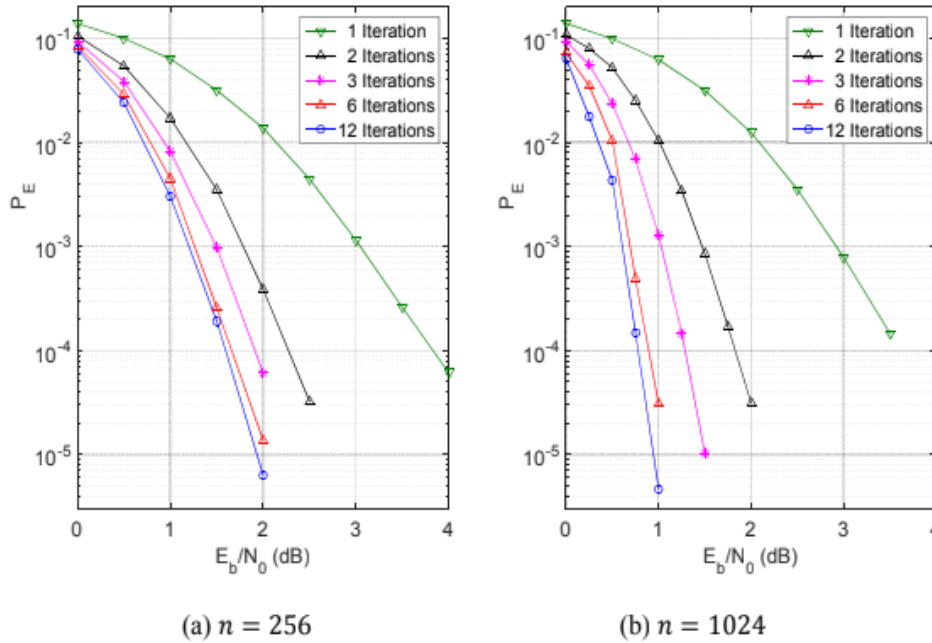 10^-1
10^-2
10^-3
10^-4
10^-5
P_E
1 Iteration
2 Iterations
3 Iterations
6 Iterations
12 Iterations
0 1 2 3 4
E_b/N_0 (dB)
(a) n = 256
10^-1
10^-2
10^-3
10^-4
10^-5
P_E
1 Iteration
2 Iterations
3 Iterations
6 Iterations
12 Iterations
0 1 2 3 4
E_b/N_0 (dB)
(b) n = 1024